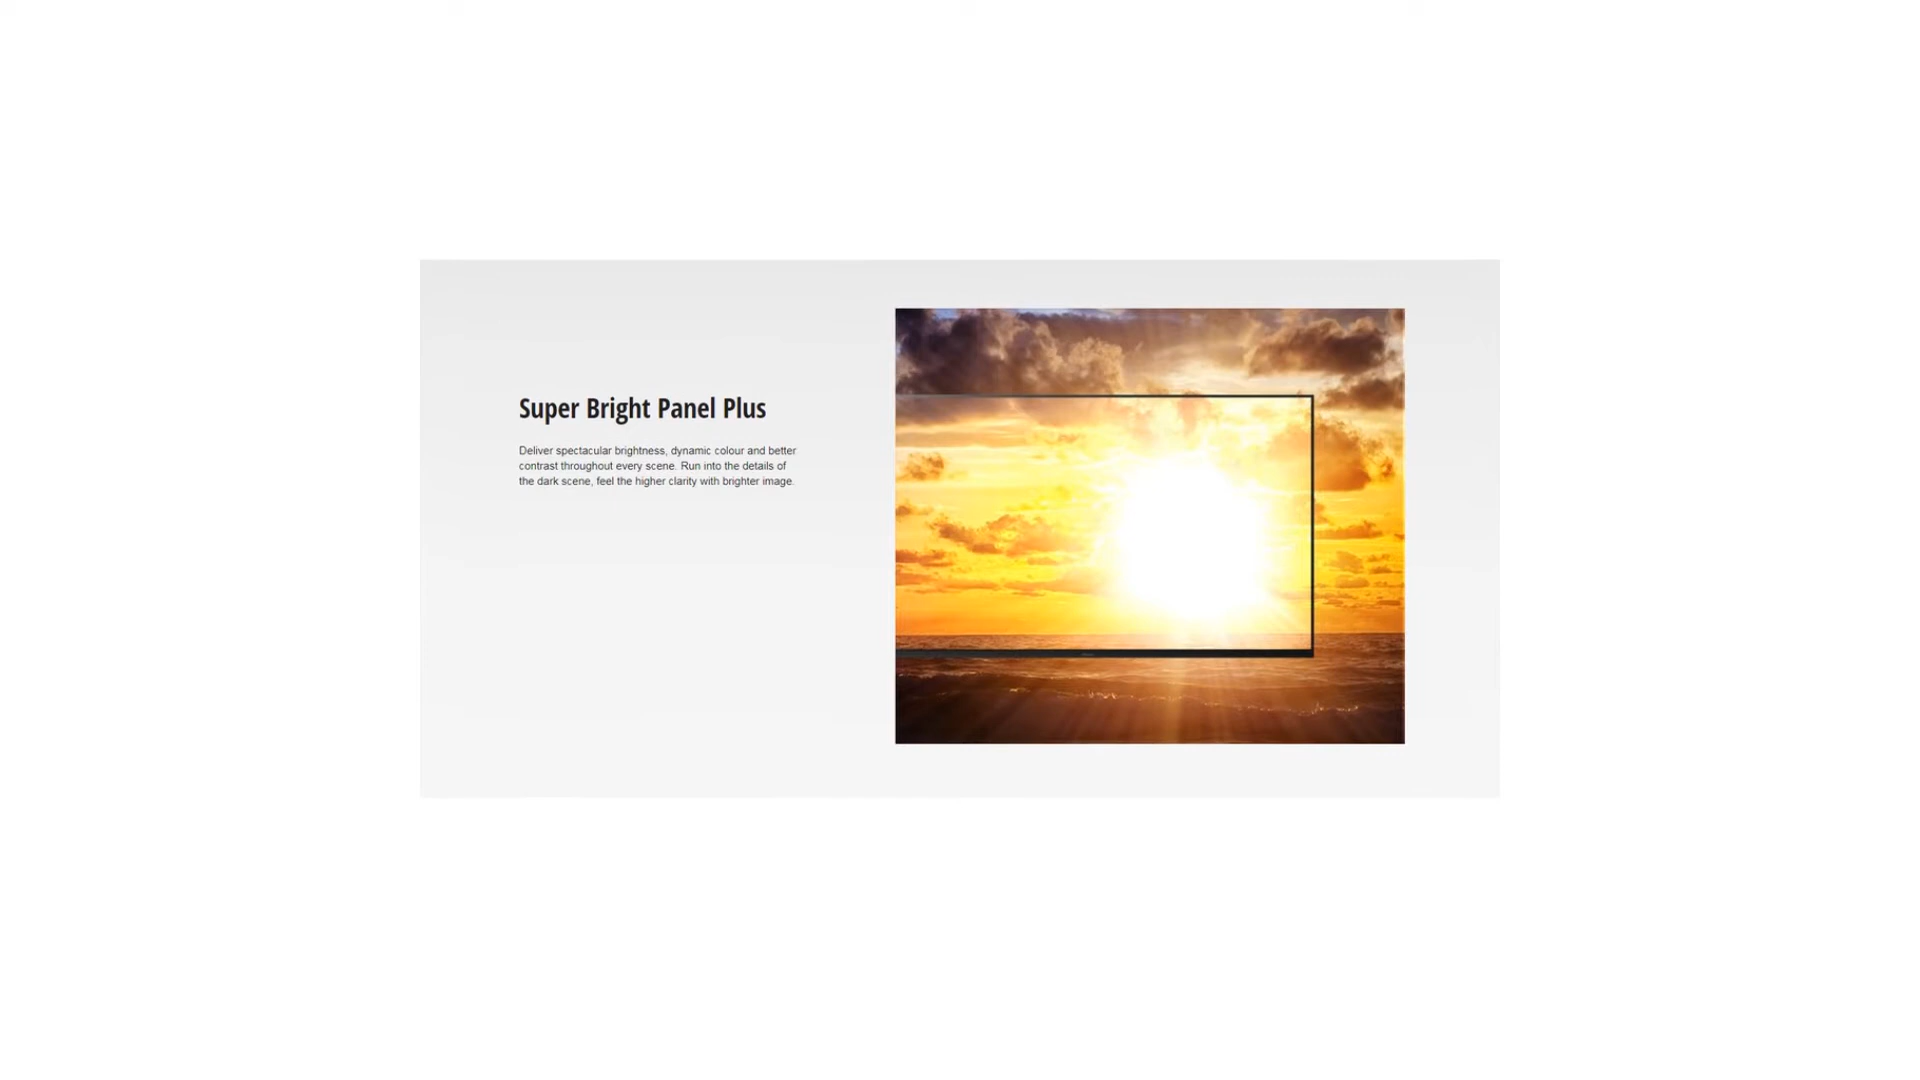 Super Bright Panel Plus
Deliver spectacular brightness, dynamic colour and better
contrast throughout every scene. Run into the details of
the dark scene, feel the higher clarity with brighter image.